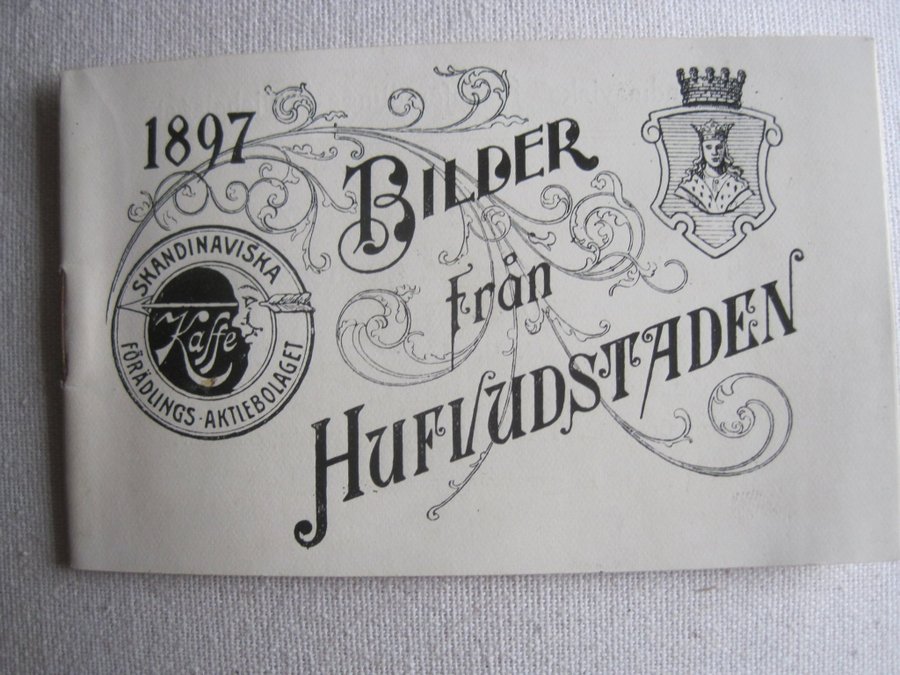 1897
BILDER
från
HUFVUDSTADEN
SKANDINAVISKA
Kaffe
FÖRÄDLINGS-AKTIEBOLAGET